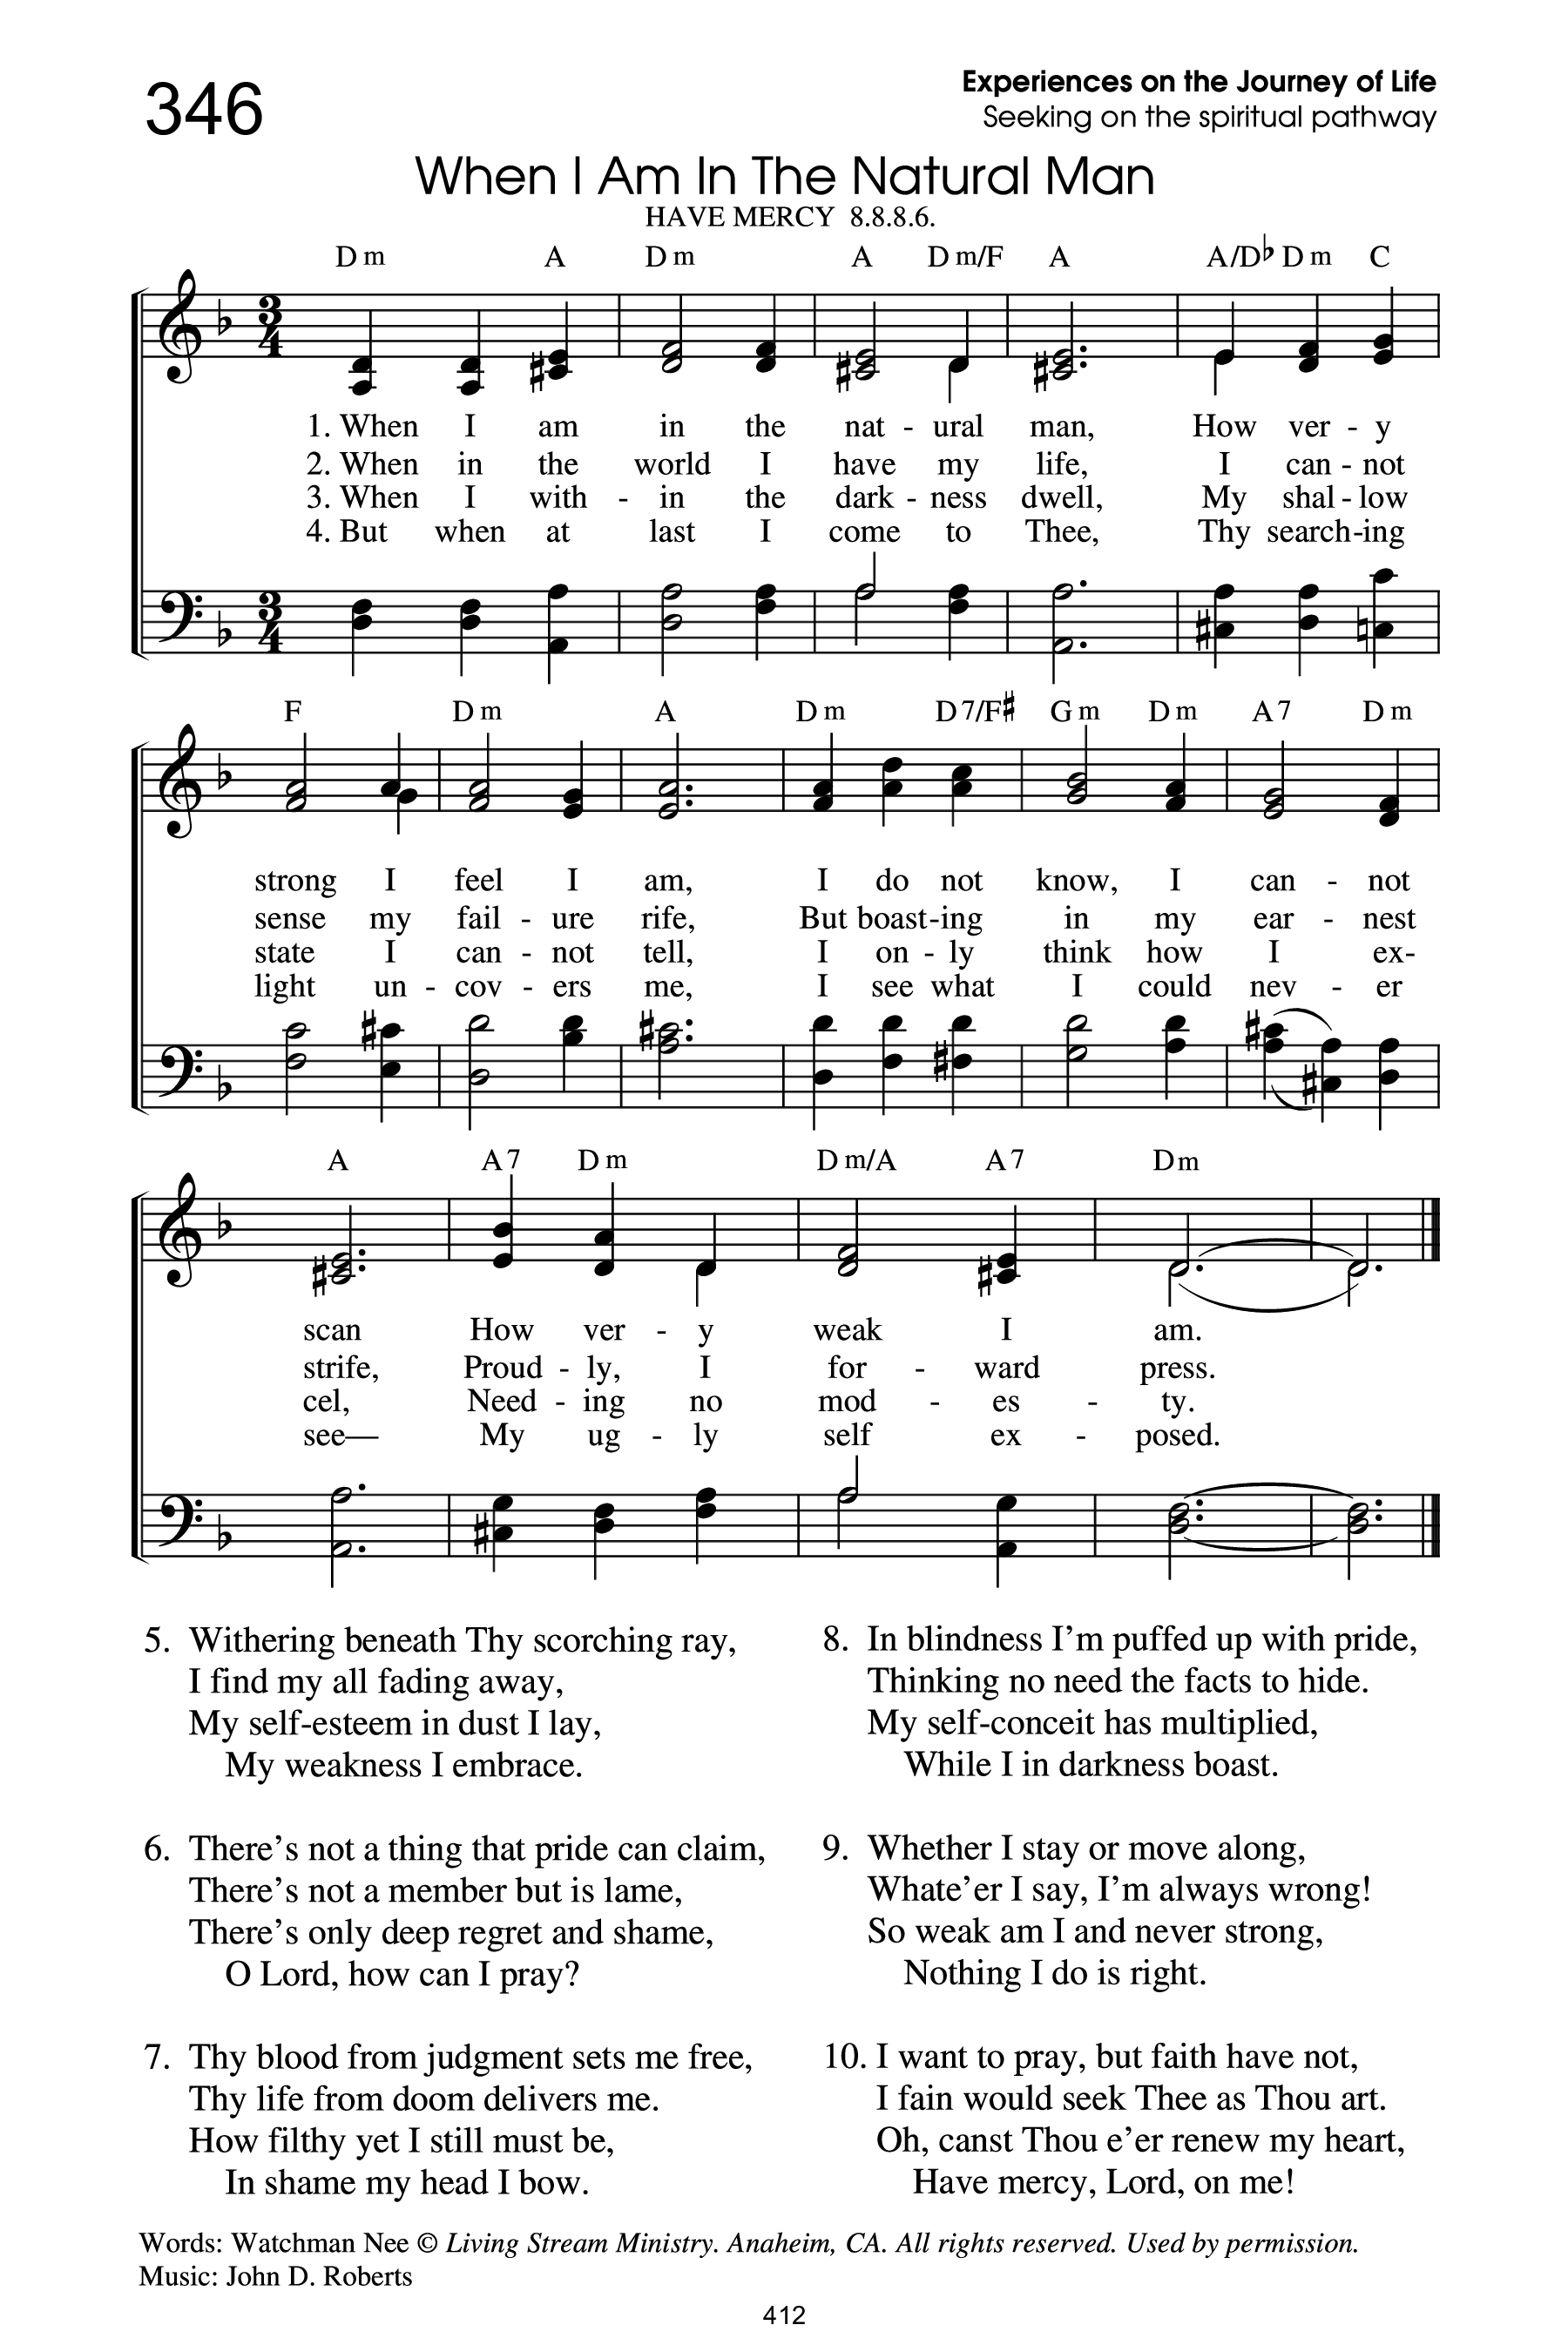 346
Experiences on the Journey of Life
Seeking on the spiritual pathway
When I Am In The Natural Man
HAVE MERCY 8.8.8.6.
Dm A Dm A Dm/F A A/D♭ Dm C
1. When I am in the nat - ural man, How ver - y
2. When in the world I have my life, I can - not
3. When I with - in the dark - ness dwell, My shal - low
4. But when at last I come to Thee, Thy search-ing
F Dm A Dm D7/F♯ Gm Dm A7 Dm
strong I feel I am, I do not know, I can - not
sense my fail - ure rife, But boast-ing in my ear - nest
state I can - not tell, I on - ly think how I ex-
light un - cov - ers me, I see what I could nev - er
A A7 Dm Dm/A A7 Dm
scan How ver - y weak I am.
strife, Proud - ly, I for - ward press.
cel, Need - ing no mod - es - ty.
see— My ug - ly self ex - posed.
5. Withering beneath Thy scorching ray,
I find my all fading away,
My self-esteem in dust I lay,
My weakness I embrace.
6. There's not a thing that pride can claim,
There's not a member but is lame,
There's only deep regret and shame,
O Lord, how can I pray?
7. Thy blood from judgment sets me free,
Thy life from doom delivers me.
How filthy yet I still must be,
In shame my head I bow.
8. In blindness I'm puffed up with pride,
Thinking no need the facts to hide.
My self-conceit has multiplied,
While I in darkness boast.
9. Whether I stay or move along,
Whate'er I say, I'm always wrong!
So weak am I and never strong,
Nothing I do is right.
10. I want to pray, but faith have not,
I fain would seek Thee as Thou art.
Oh, canst Thou e'er renew my heart,
Have mercy, Lord, on me!
Words: Watchman Nee © Living Stream Ministry. Anaheim, CA. All rights reserved. Used by permission.
Music: John D. Roberts
412